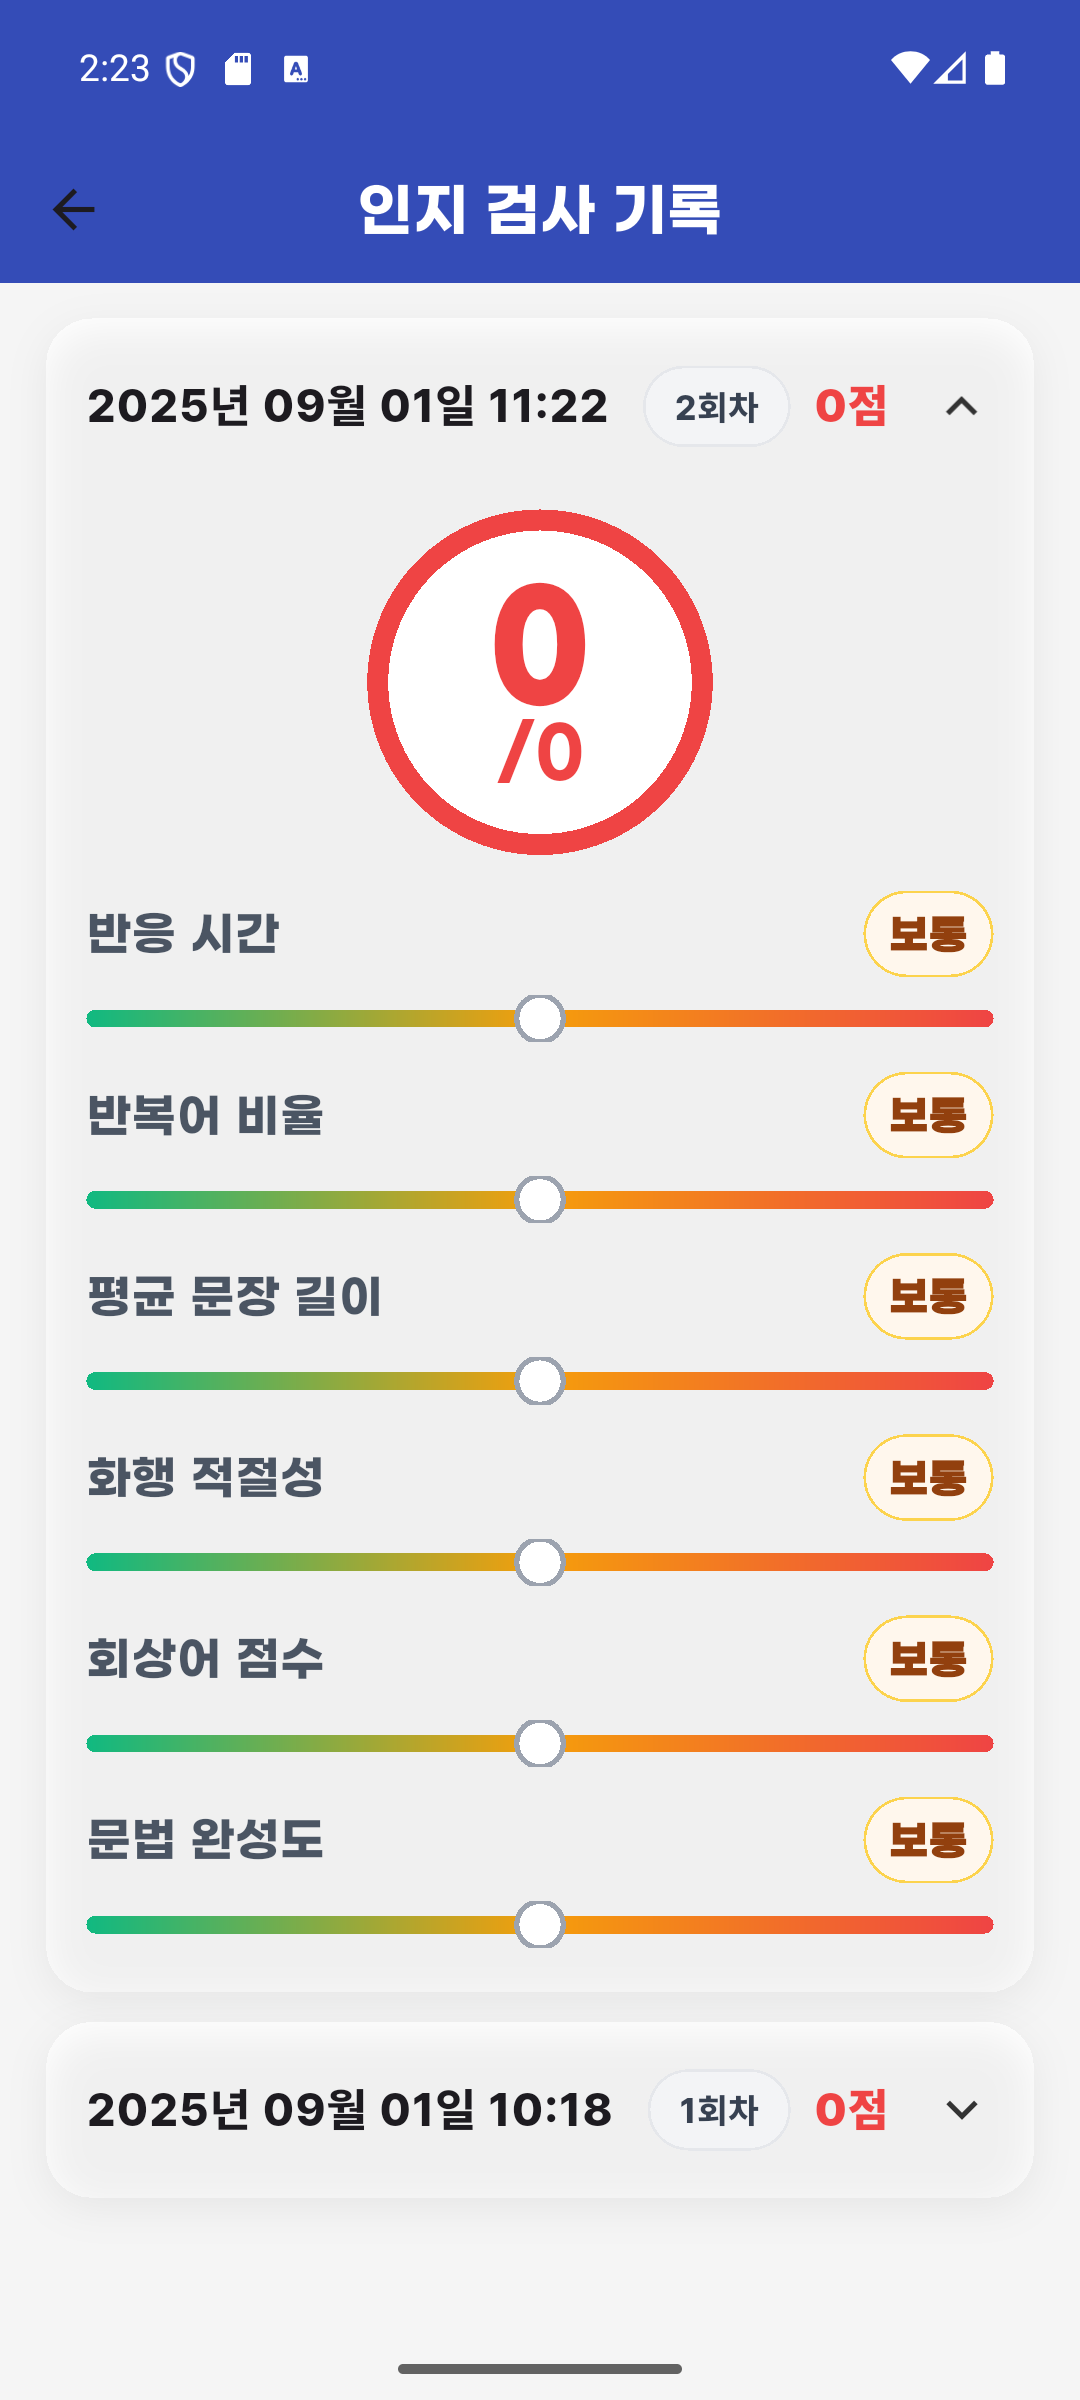 2:23
인지 검사 기록
2025년 09월 01일 11:22 2회차 0점
0
/0
반응 시간 보통
반복어 비율 보통
평균 문장 길이 보통
화행 적절성 보통
회상어 점수 보통
문법 완성도 보통
2025년 09월 01일 10:18 1회차 0점